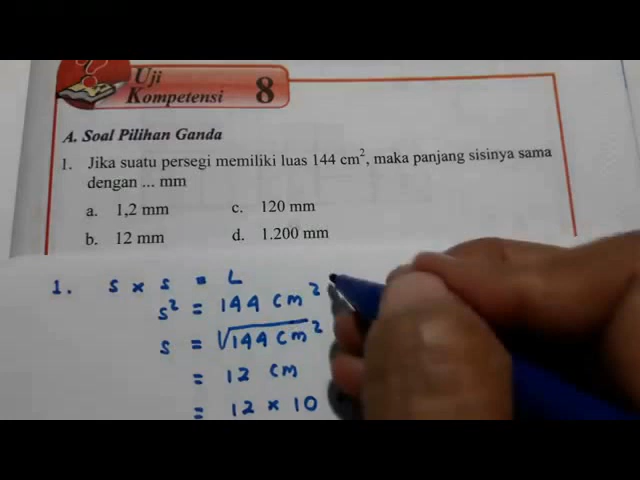 Uji
Kompetensi 8
A. Soal Pilihan Ganda
1. Jika suatu persegi memiliki luas 144 cm², maka panjang sisinya sama
dengan ... mm
a. 1,2 mm c. 120 mm
b. 12 mm d. 1.200 mm
1. s × s = L
s² = 144 cm²
s = √144 cm²
= 12 cm
= 12 × 10